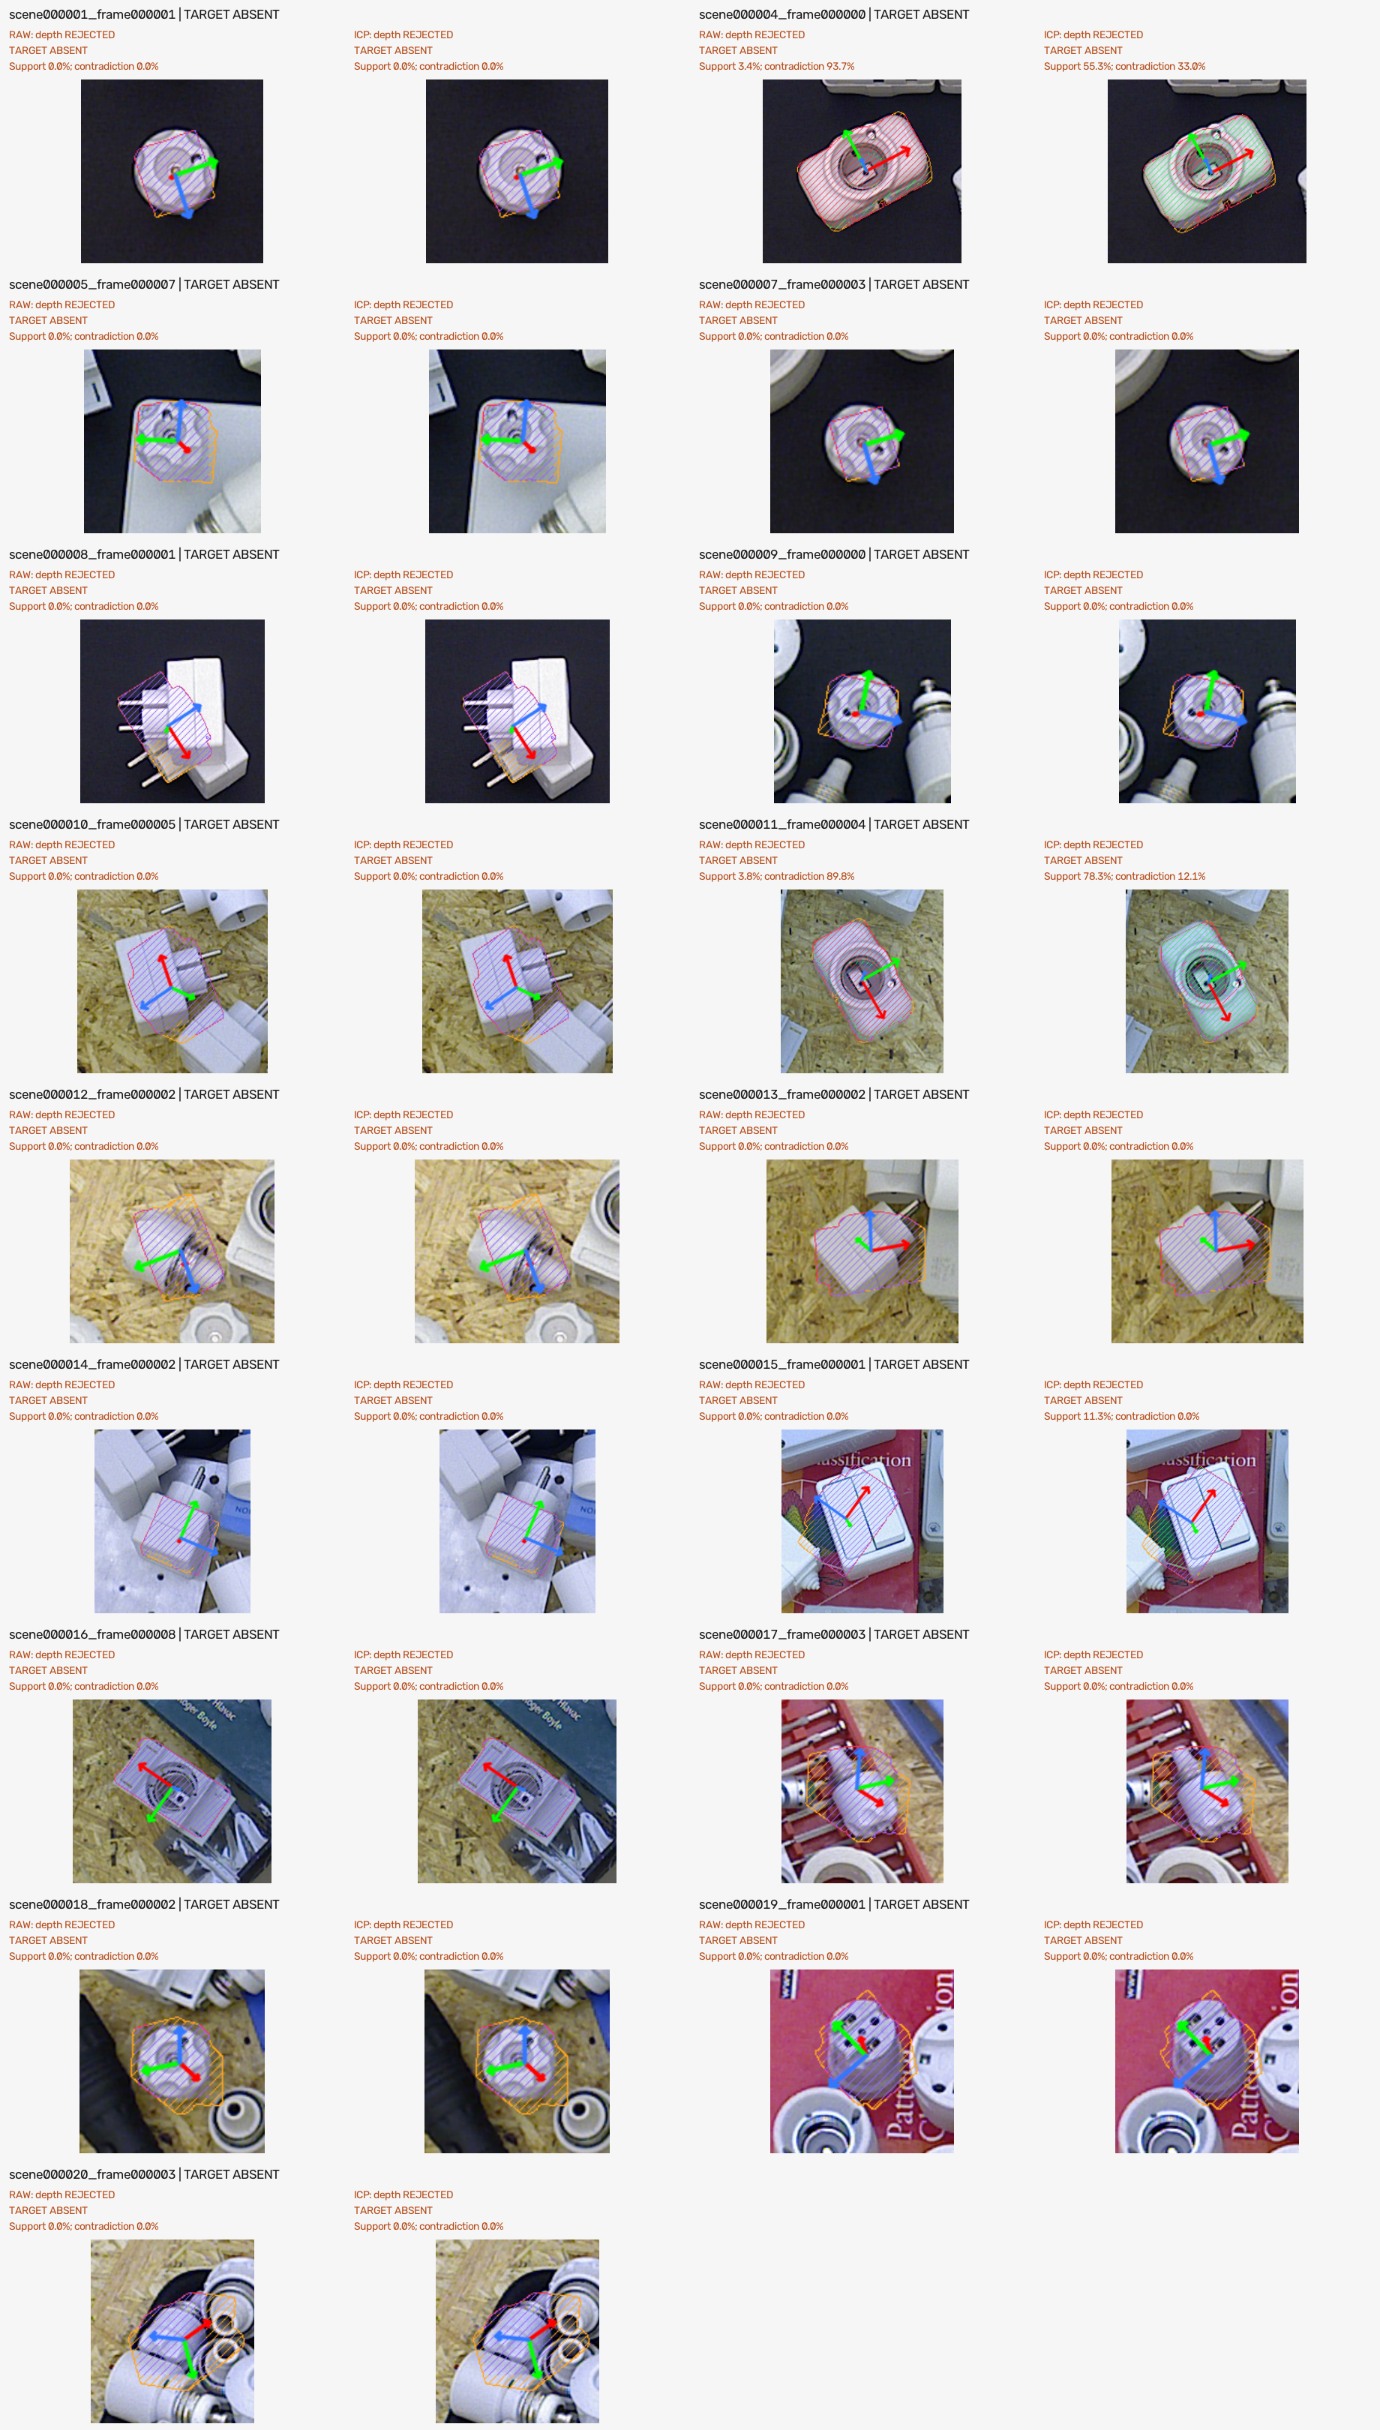 scene000001_frame000001 | TARGET ABSENT
RAW: depth REJECTED
TARGET ABSENT
Support 0.0%; contradiction 0.0%
ICP: depth REJECTED
TARGET ABSENT
Support 0.0%; contradiction 0.0%
scene000004_frame000000 | TARGET ABSENT
RAW: depth REJECTED
TARGET ABSENT
Support 3.4%; contradiction 93.7%
ICP: depth REJECTED
TARGET ABSENT
Support 55.3%; contradiction 33.0%
scene000005_frame000007 | TARGET ABSENT
RAW: depth REJECTED
TARGET ABSENT
Support 0.0%; contradiction 0.0%
ICP: depth REJECTED
TARGET ABSENT
Support 0.0%; contradiction 0.0%
scene000007_frame000003 | TARGET ABSENT
RAW: depth REJECTED
TARGET ABSENT
Support 0.0%; contradiction 0.0%
ICP: depth REJECTED
TARGET ABSENT
Support 0.0%; contradiction 0.0%
scene000008_frame000001 | TARGET ABSENT
RAW: depth REJECTED
TARGET ABSENT
Support 0.0%; contradiction 0.0%
ICP: depth REJECTED
TARGET ABSENT
Support 0.0%; contradiction 0.0%
scene000009_frame000000 | TARGET ABSENT
RAW: depth REJECTED
TARGET ABSENT
Support 0.0%; contradiction 0.0%
ICP: depth REJECTED
TARGET ABSENT
Support 0.0%; contradiction 0.0%
scene000010_frame000005 | TARGET ABSENT
RAW: depth REJECTED
TARGET ABSENT
Support 0.0%; contradiction 0.0%
ICP: depth REJECTED
TARGET ABSENT
Support 0.0%; contradiction 0.0%
scene000011_frame000004 | TARGET ABSENT
RAW: depth REJECTED
TARGET ABSENT
Support 3.8%; contradiction 89.8%
ICP: depth REJECTED
TARGET ABSENT
Support 78.3%; contradiction 12.1%
scene000012_frame000002 | TARGET ABSENT
RAW: depth REJECTED
TARGET ABSENT
Support 0.0%; contradiction 0.0%
ICP: depth REJECTED
TARGET ABSENT
Support 0.0%; contradiction 0.0%
scene000013_frame000002 | TARGET ABSENT
RAW: depth REJECTED
TARGET ABSENT
Support 0.0%; contradiction 0.0%
ICP: depth REJECTED
TARGET ABSENT
Support 0.0%; contradiction 0.0%
scene000014_frame000002 | TARGET ABSENT
RAW: depth REJECTED
TARGET ABSENT
Support 0.0%; contradiction 0.0%
NO
ICP: depth REJECTED
TARGET ABSENT
Support 0.0%; contradiction 0.0%
NO
scene000015_frame000001 | TARGET ABSENT
RAW: depth REJECTED
TARGET ABSENT
Support 0.0%; contradiction 0.0%
assification
ICP: depth REJECTED
TARGET ABSENT
Support 11.3%; contradiction 0.0%
assification
scene000016_frame000008 | TARGET ABSENT
RAW: depth REJECTED
TARGET ABSENT
Support 0.0%; contradiction 0.0%
Hlavac
Roger Boyle
ICP: depth REJECTED
TARGET ABSENT
Support 0.0%; contradiction 0.0%
Hlavac
Roger Boyle
scene000017_frame000003 | TARGET ABSENT
RAW: depth REJECTED
TARGET ABSENT
Support 0.0%; contradiction 0.0%
ICP: depth REJECTED
TARGET ABSENT
Support 0.0%; contradiction 0.0%
scene000018_frame000002 | TARGET ABSENT
RAW: depth REJECTED
TARGET ABSENT
Support 0.0%; contradiction 0.0%
ICP: depth REJECTED
TARGET ABSENT
Support 0.0%; contradiction 0.0%
scene000019_frame000001 | TARGET ABSENT
RAW: depth REJECTED
TARGET ABSENT
Support 0.0%; contradiction 0.0%
Patt
ion
ICP: depth REJECTED
TARGET ABSENT
Support 0.0%; contradiction 0.0%
Patt
ion
scene000020_frame000003 | TARGET ABSENT
RAW: depth REJECTED
TARGET ABSENT
Support 0.0%; contradiction 0.0%
ICP: depth REJECTED
TARGET ABSENT
Support 0.0%; contradiction 0.0%